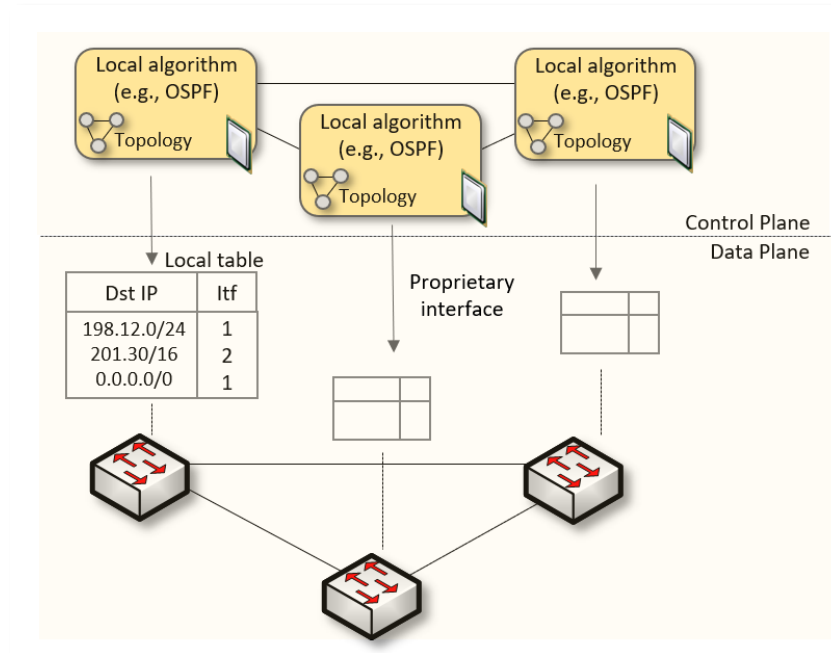 Local algorithm
(e.g., OSPF)
Topology
Local algorithm
(e.g., OSPF)
Topology
Local algorithm
(e.g., OSPF)
Topology
Control Plane
Data Plane
Local table
Dst IP Itf
198.12.0/24 1
201.30/16 2
0.0.0.0/0 1
Proprietary
interface